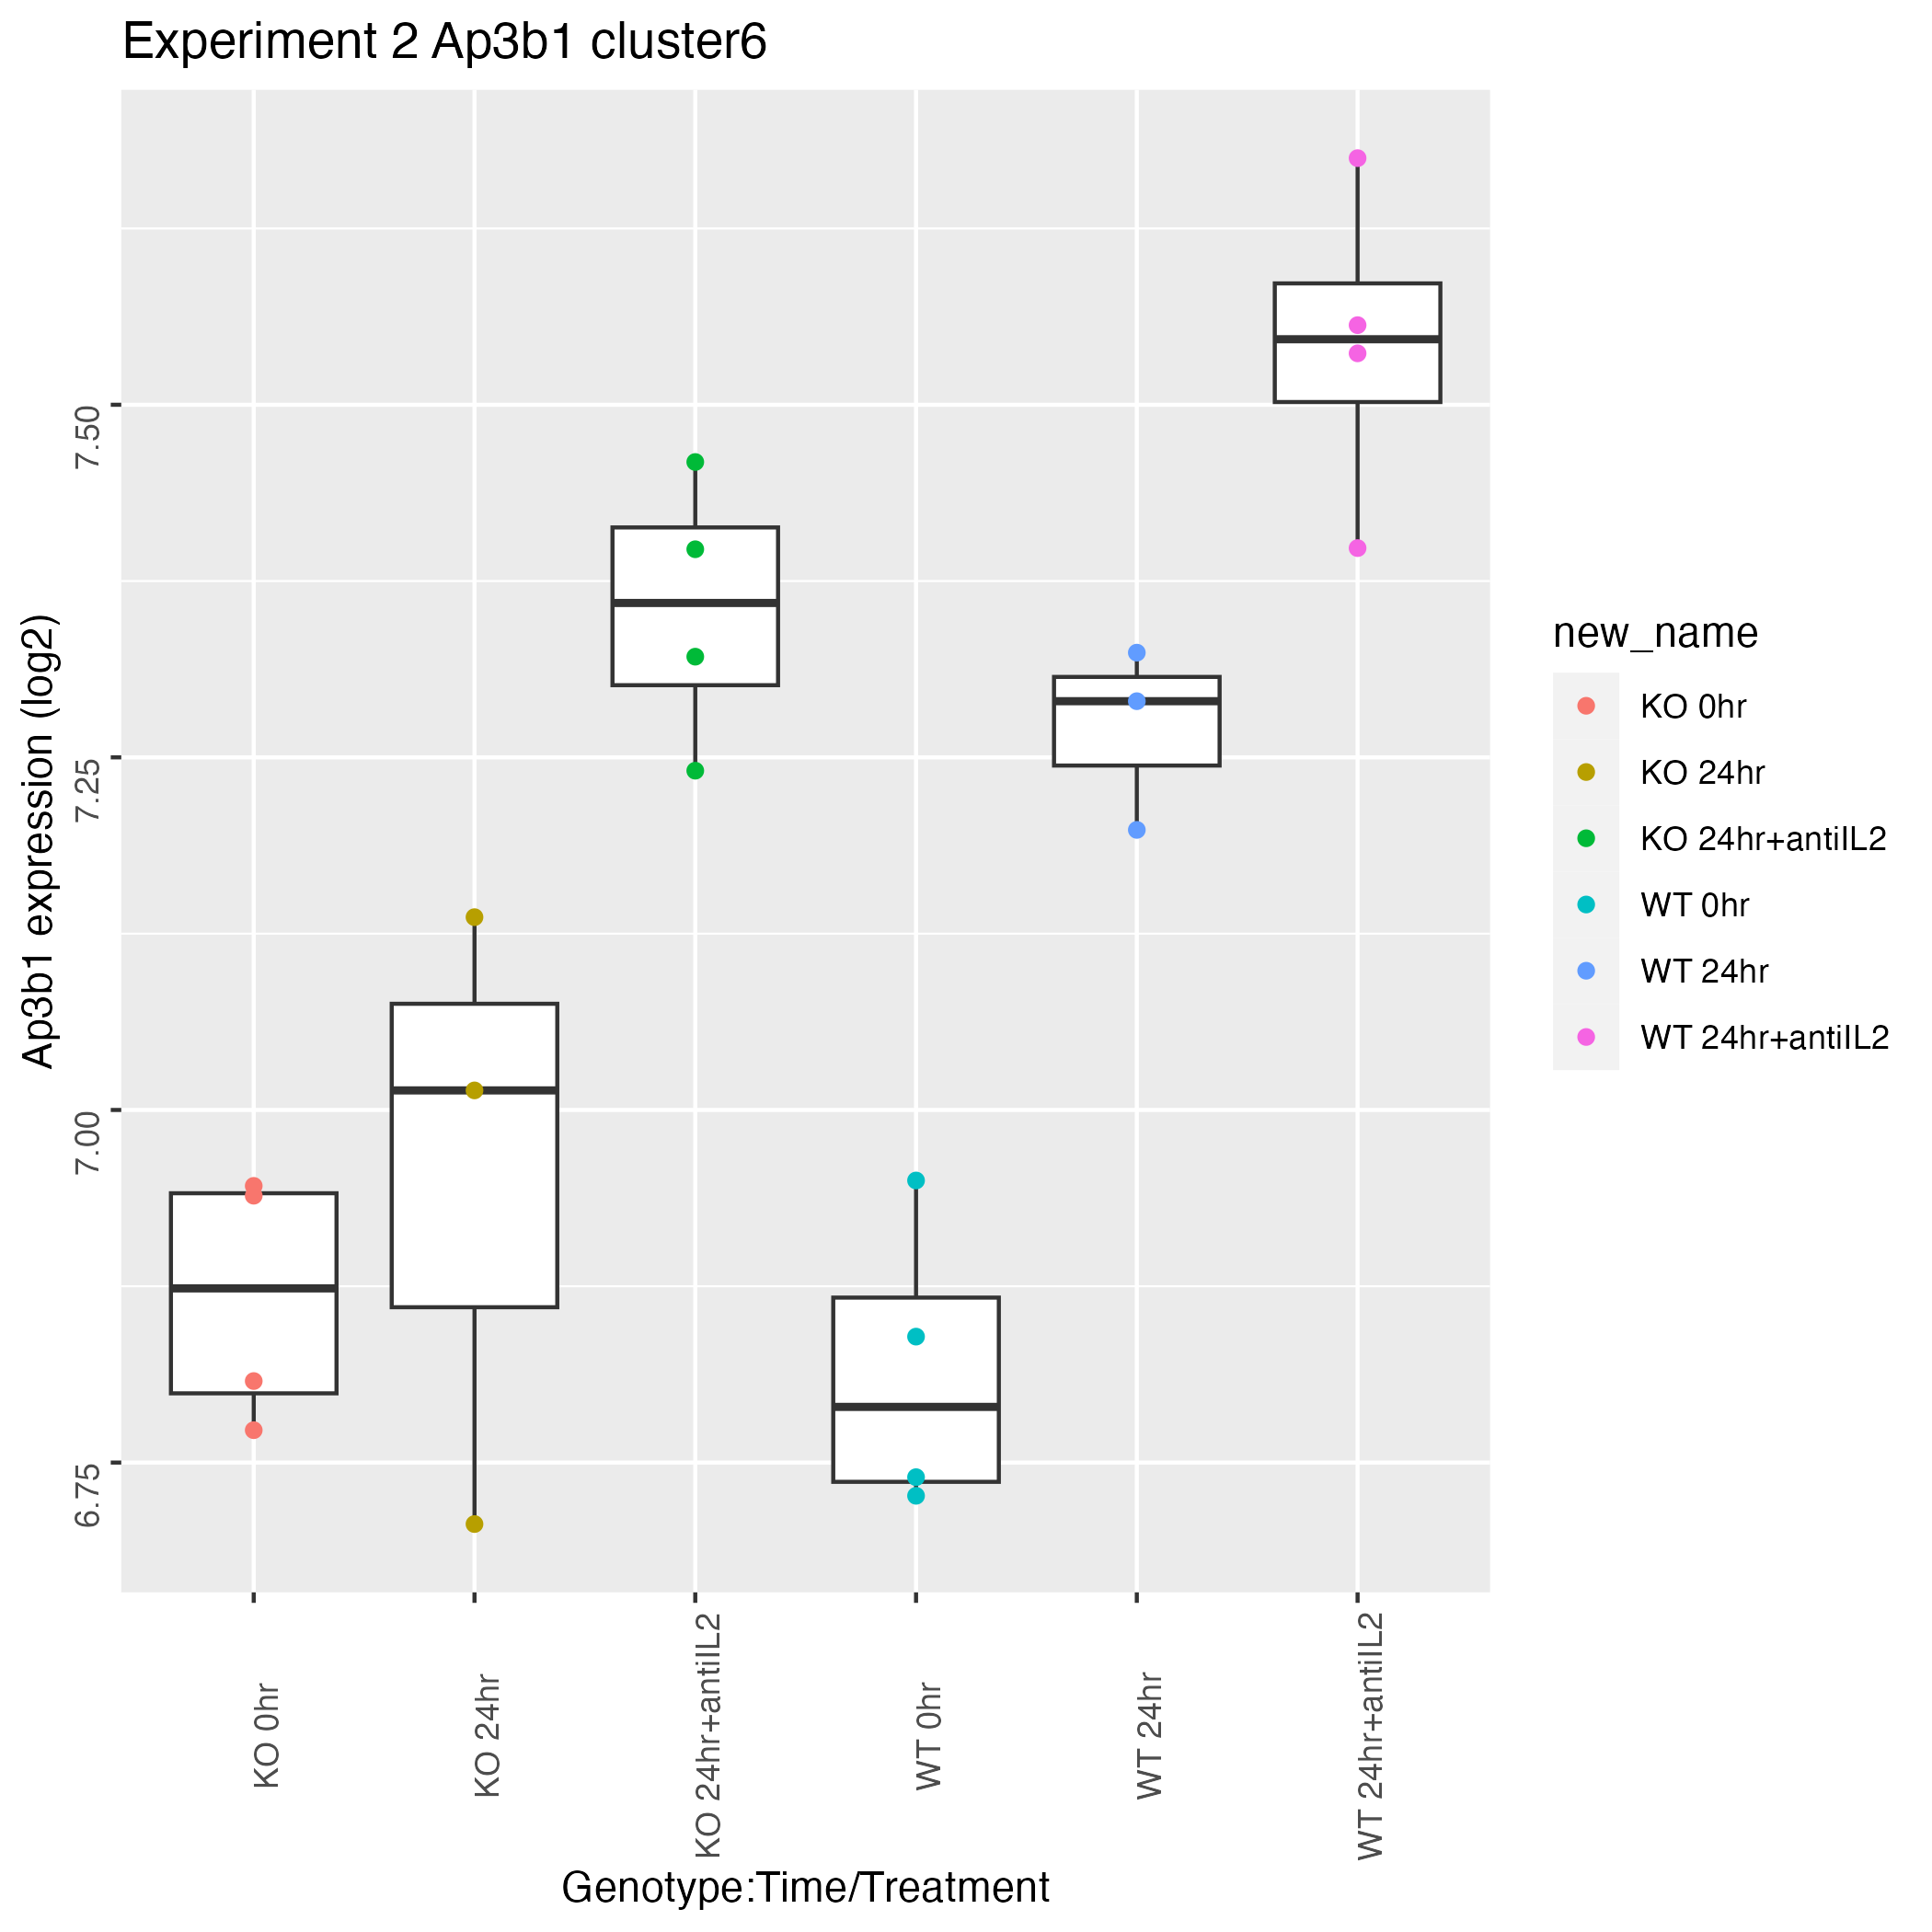 Experiment 2 Ap3b1 cluster6
Ap3b1 expression (log2)
7.50
7.25
7.00
6.75
KO 0hr
KO 24hr
KO 24hr+antiIL2
WT 0hr
WT 24hr
WT 24hr+antiIL2
Genotype:Time/Treatment
new_name
KO 0hr
KO 24hr
KO 24hr+antiIL2
WT 0hr
WT 24hr
WT 24hr+antiIL2